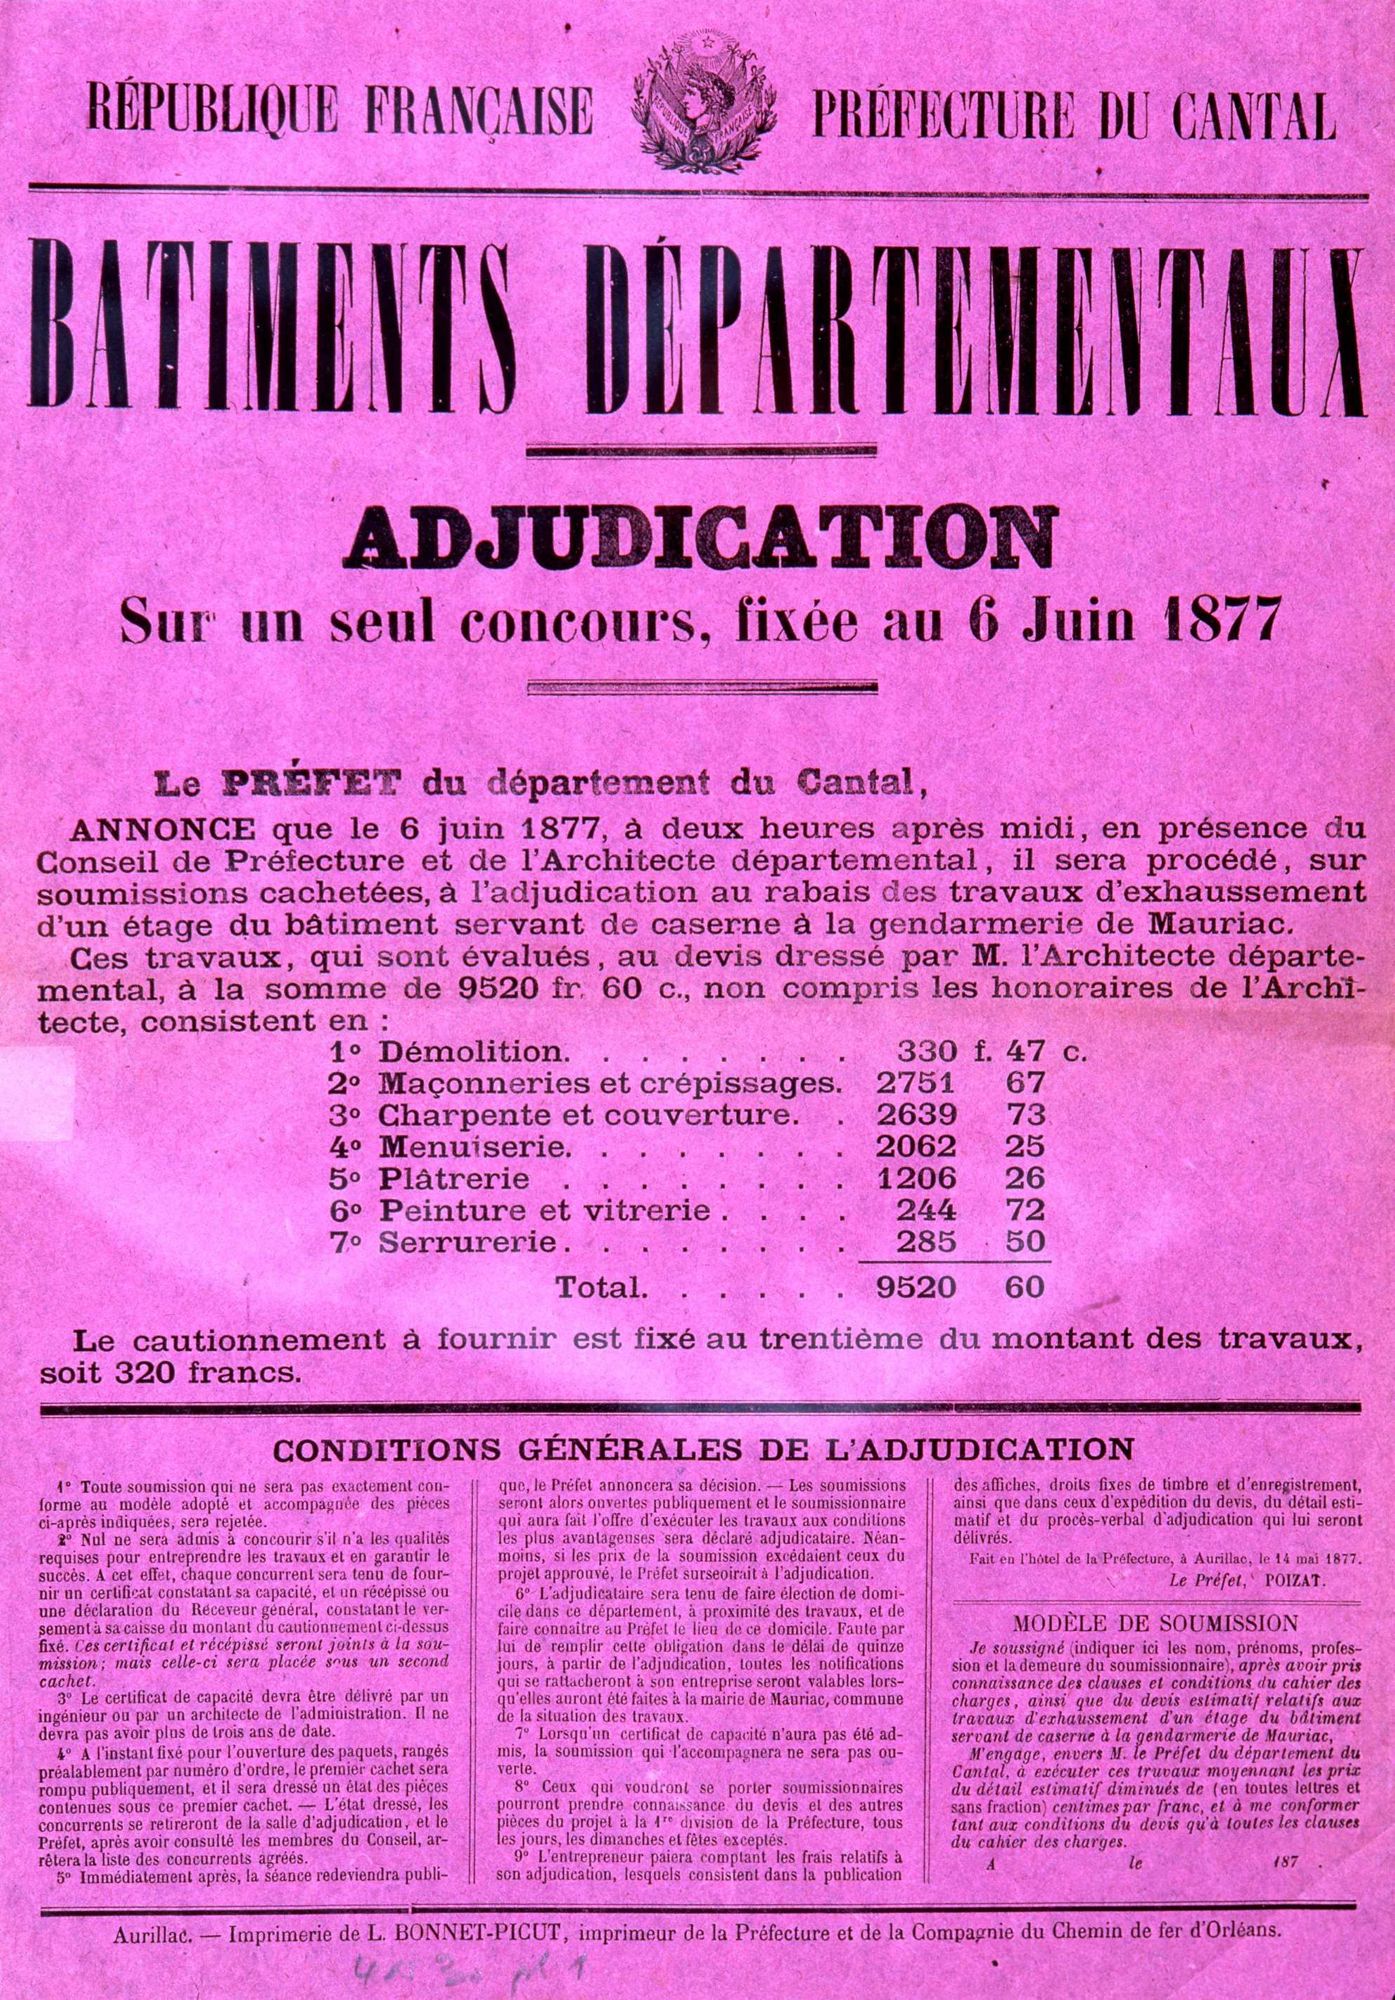 RÉPUBLIQUE FRANÇAISE
RÉPUBLIQUE FRANÇAISE
PRÉFECTURE DU CANTAL
BATIMENTS DÉPARTEMENTAUX
ADJUDICATION
Sur un seul concours, fixée au 6 Juin 1877
Le PRÉFET du département du Cantal,
ANNONCE que le 6 juin 1877, à deux heures après midi, en présence du
Conseil de Préfecture et de l'Architecte départemental, il sera procédé, sur
soumissions cachetées, à l'adjudication au rabais des travaux d'exhaussement
d'un étage du bâtiment servant de caserne à la gendarmerie de Mauriac.
Ces travaux, qui sont évalués, au devis dressé par M. l'Architecte départe-
mental, à la somme de 9520 fr. 60 c., non compris les honoraires de l'Archi-
tecte, consistent en :
1º Démolition. . . . . . . . 330 f. 47 c.
2º Maçonneries et crépissages. 2751 67
3º Charpente et couverture. . 2639 73
4º Menuiserie. . . . . . . . 2062 25
5º Plâtrerie . . . . . . . . 1206 26
6º Peinture et vitrerie . . . . 244 72
7º Serrurerie. . . . . . . . 285 50
Total. . . . . . 9520 60
Le cautionnement à fournir est fixé au trentième du montant des travaux,
soit 320 francs.
CONDITIONS GÉNÉRALES DE L'ADJUDICATION
1º Toute soumission qui ne sera pas exactement con-
forme au modèle adopté et accompagnée des pièces
ci-après indiquées, sera rejetée.
2º Nul ne sera admis à concourir s'il n'a les qualités
requises pour entreprendre les travaux et en garantir le
succès. A cet effet, chaque concurrent sera tenu de four-
nir un certificat constatant sa capacité, et un récépissé ou
une déclaration du Receveur général, constatant le ver-
sement à sa caisse du montant du cautionnement ci-dessus
fixé. Ces certificat et récépissé seront joints à la sou-
mission; mais celle-ci sera placée sous un second
cachet.
3º Le certificat de capacité devra être délivré par un
ingénieur ou par un architecte de l'administration. Il ne
devra pas avoir plus de trois ans de date.
4º A l'instant fixé pour l'ouverture des paquets, rangés
préalablement par numéro d'ordre, le premier cachet sera
rompu publiquement, et il sera dressé un état des pièces
contenues sous ce premier cachet. — L'état dressé, les
concurrents se retireront de la salle d'adjudication, et le
Préfet, après avoir consulté les membres du Conseil, ar-
rêtera la liste des concurrents agréés.
5º Immédiatement après, la séance redeviendra publi-
que, le Préfet annoncera sa décision. — Les soumissions
seront alors ouvertes publiquement et le soumissionnaire
qui aura fait l'offre d'exécuter les travaux aux conditions
les plus avantageuses sera déclaré adjudicataire. Néan-
moins, si les prix de la soumission excédaient ceux du
projet approuvé, le Préfet surseoirait à l'adjudication.
6º L'adjudicataire sera tenu de faire élection de domi-
cile dans ce département, à proximité des travaux, et de
faire connaître au Préfet le lieu de ce domicile. Faute par
lui de remplir cette obligation dans le délai de quinze
jours, à partir de l'adjudication, toutes les notifications
qui se rattacheront à son entreprise seront valables lors-
qu'elles auront été faites à la mairie de Mauriac, commune
de la situation des travaux.
7º Lorsqu'un certificat de capacité n'aura pas été ad-
mis, la soumission qui l'accompagnera ne sera pas ou-
verte.
8º Ceux qui voudront se porter soumissionnaires
pourront prendre connaissance du devis et des autres
pièces du projet à la 1re division de la Préfecture, tous
les jours, les dimanches et fêtes exceptés.
9º L'entrepreneur paiera comptant les frais relatifs à
son adjudication, lesquels consistent dans la publication
des affiches, droits fixes de timbre et d'enregistrement,
ainsi que dans ceux d'expédition du devis, du détail esti-
matif et du procès-verbal d'adjudication qui lui seront
délivrés.
Fait en l'hôtel de la Préfecture, à Aurillac, le 14 mai 1877.
Le Préfet, POIZAT.
MODÈLE DE SOUMISSION
Je soussigné (indiquer ici les nom, prénoms, profes-
sion et la demeure du soumissionnaire), après avoir pris
connaissance des clauses et conditions du cahier des
charges, ainsi que du devis estimatif relatifs aux
travaux d'exhaussement d'un étage du bâtiment
servant de caserne à la gendarmerie de Mauriac,
M'engage, envers M. le Préfet du département du
Cantal, à exécuter ces travaux moyennant les prix
du détail estimatif diminués de (en toutes lettres et
sans fraction) centimes par franc, et à me conformer
tant aux conditions du devis qu'à toutes les clauses
du cahier des charges.
A le 187 .
Aurillac. — Imprimerie de L. BONNET-PICUT, imprimeur de la Préfecture et de la Compagnie du Chemin de fer d'Orléans.